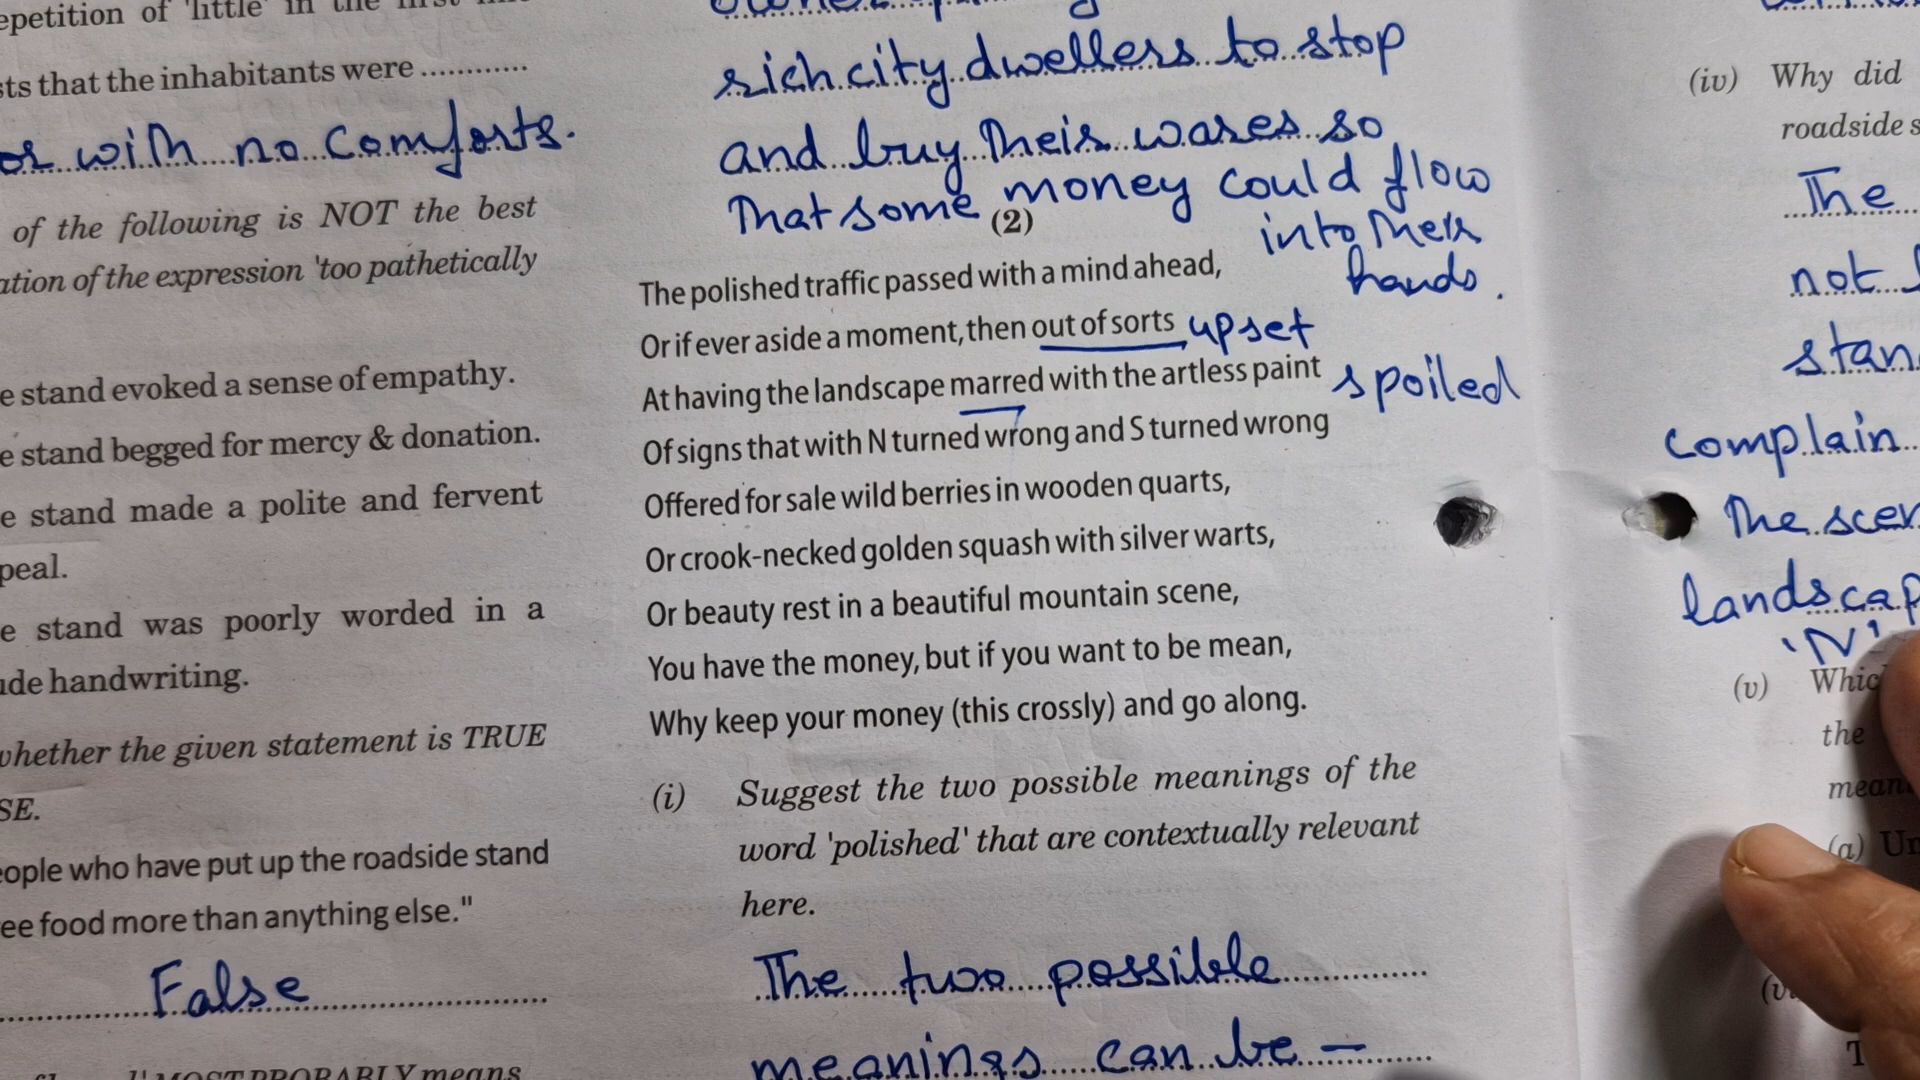 repetition of 'little' in the first
sts that the inhabitants were ............
or with no comforts.
of the following is NOT the best
ation of the expression 'too pathetically
e stand evoked a sense of empathy.
e stand begged for mercy & donation.
e stand made a polite and fervent
peal.
e stand was poorly worded in a
ude handwriting.
whether the given statement is TRUE
SE.
eople who have put up the roadside stand
ee food more than anything else."
False
MOST PROBABLY means
rich city dwellers to stop
and buy their wares so
that some money could flow
into their
hands.
(2)
The polished traffic passed with a mind ahead,
Or if ever aside a moment, then out of sorts upset
At having the landscape marred with the artless paint spoiled
Of signs that with N turned wrong and S turned wrong
Offered for sale wild berries in wooden quarts,
Or crook-necked golden squash with silver warts,
Or beauty rest in a beautiful mountain scene,
You have the money, but if you want to be mean,
Why keep your money (this crossly) and go along.
(i) Suggest the two possible meanings of the
word 'polished' that are contextually relevant
here.
The two possible
meanings can be —
(iv) Why did
roadside s
The
not
stan
complain
the scen
landscap
'N'
(v) Whic
the
mean
(a) Un